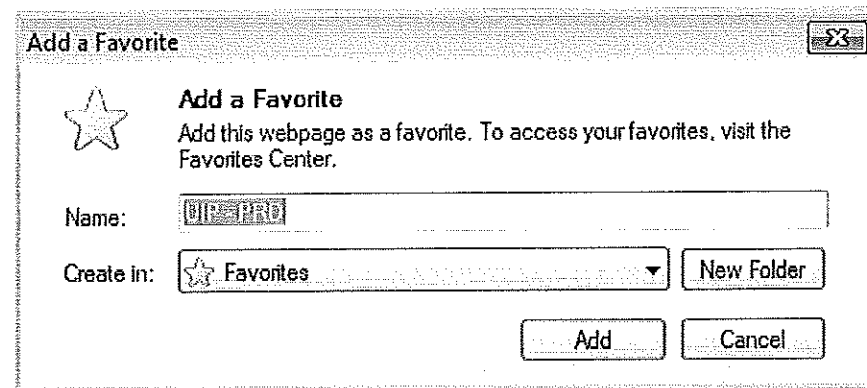 Add a Favorite
Add a Favorite
Add this webpage as a favorite. To access your favorites, visit the
Favorites Center.
Name:
Create in: Favorites New Folder
Add Cancel